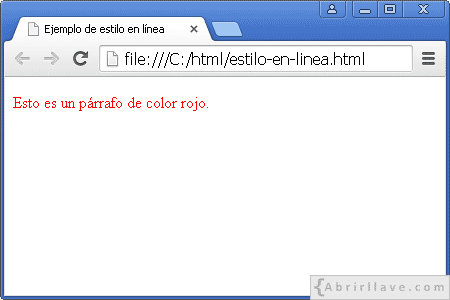 Ejemplo de estilo en línea
file:///C:/html/estilo-en-linea.html
Esto es un párrafo de color rojo.
{Abrirllave.com